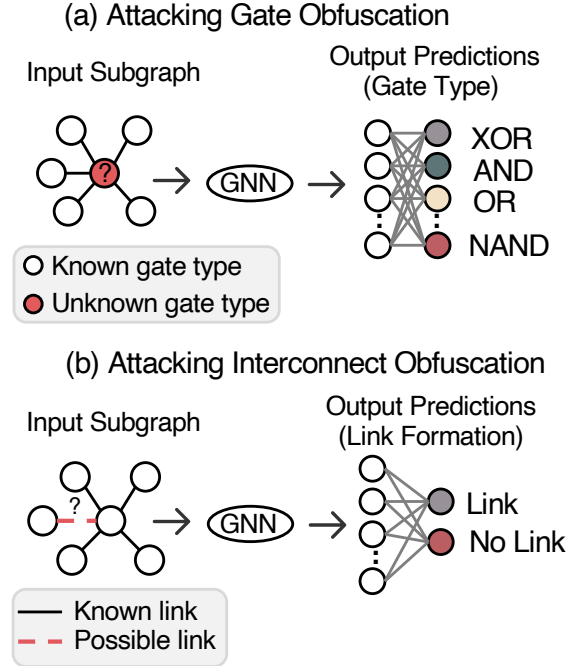 (a) Attacking Gate Obfuscation
Input Subgraph
Output Predictions
(Gate Type)
?
GNN
XOR
AND
OR
NAND
Known gate type
Unknown gate type
(b) Attacking Interconnect Obfuscation
Input Subgraph
Output Predictions
(Link Formation)
?
GNN
Link
No Link
Known link
Possible link